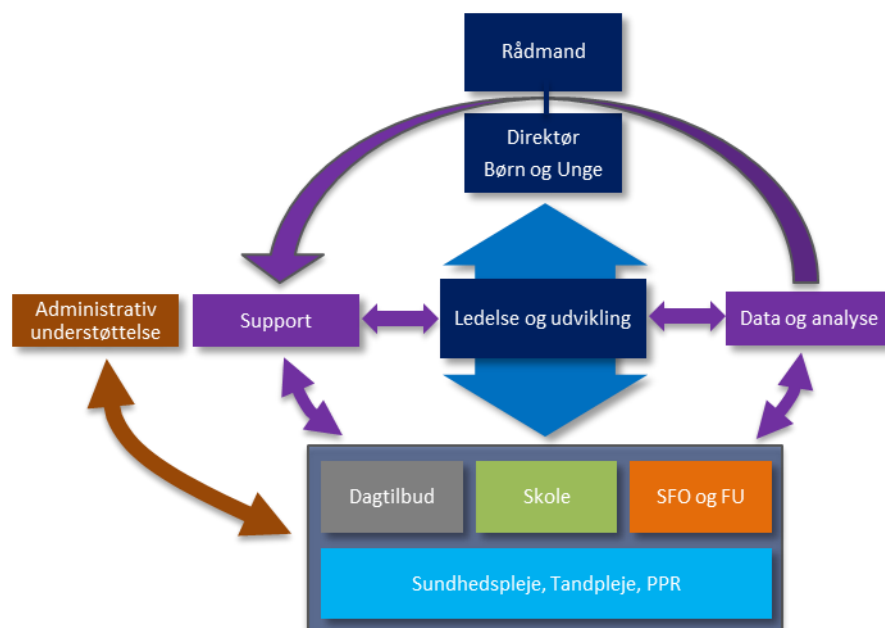 Rådmand
Direktør
Børn og Unge
Administrativ
understøttelse
Support
Ledelse og udvikling
Data og analyse
Dagtilbud
Skole
SFO og FU
Sundhedspleje, Tandpleje, PPR